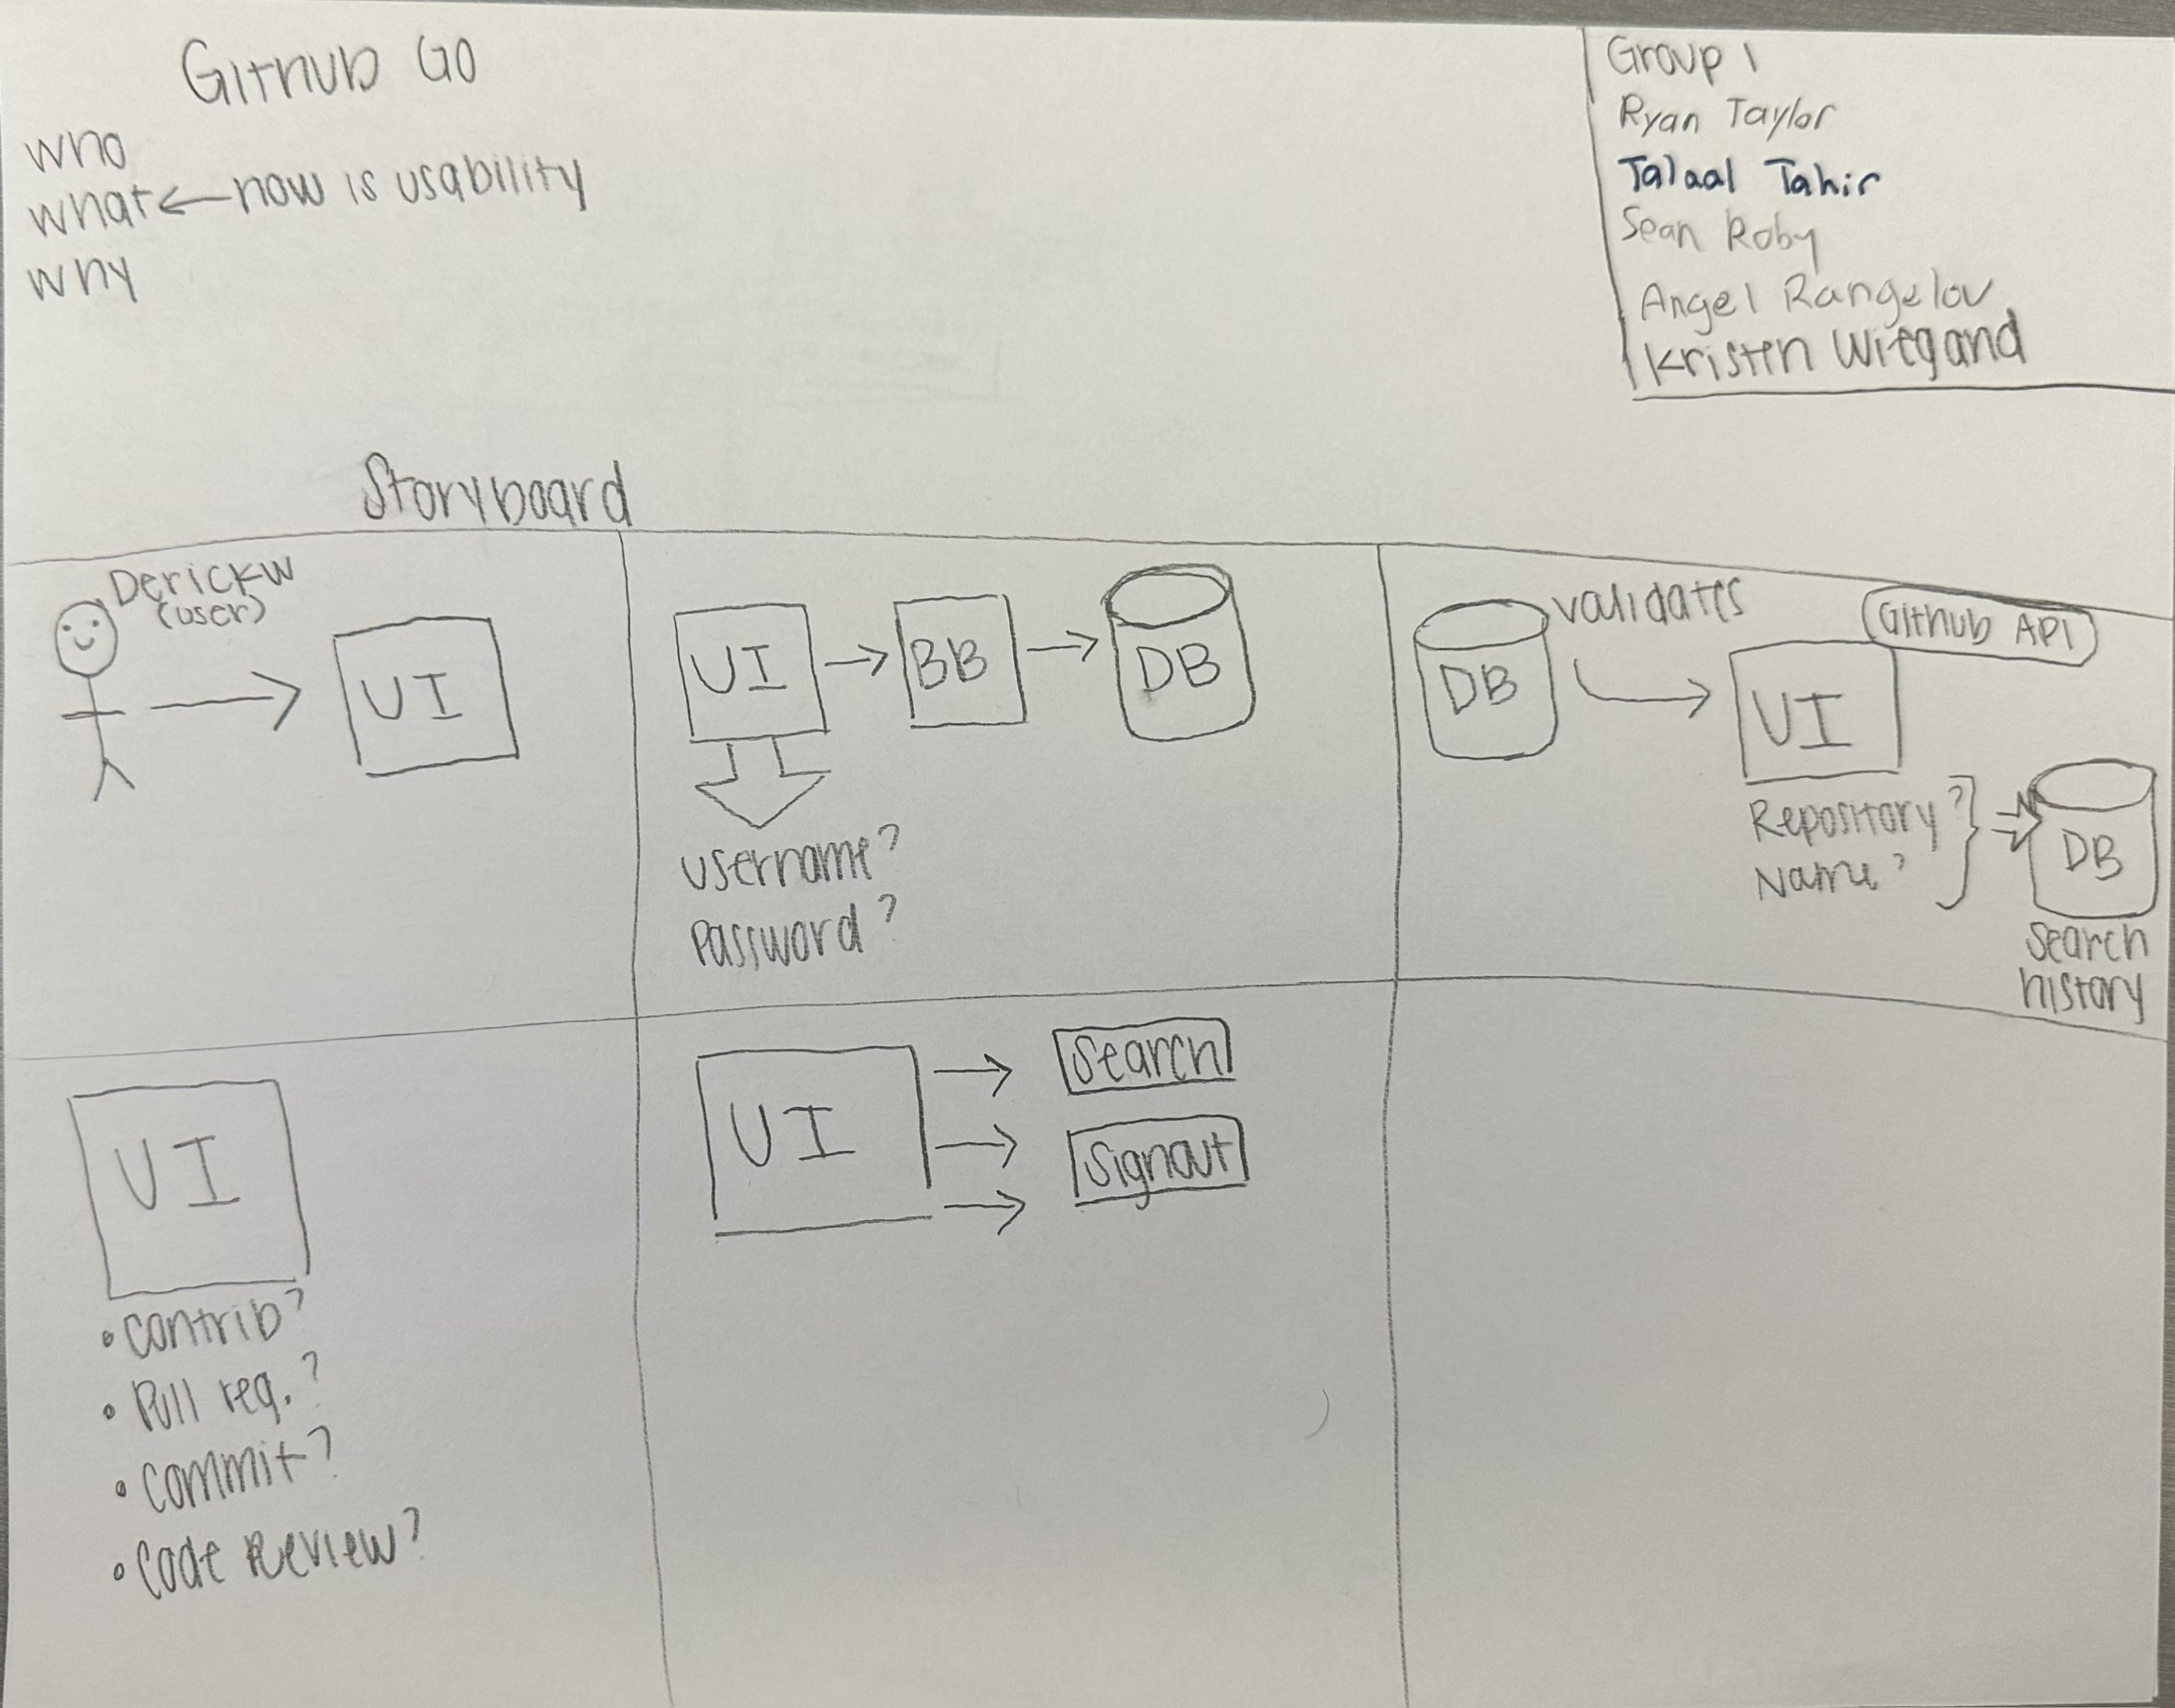 Github Go
who
what ← how is usability
why
Group 1
Ryan Taylor
Talaal Tahir
Sean Roby
Angel Rangelov
Kristen Wiegand
Storyboard
DerickW
(user)
UI
UI → BB → DB
username?
Password?
validates
Github API
DB
UI
Repository?
Name?
DB
Search
history
UI
• Contrib?
• Pull req.?
• Commit?
• Code Review?
UI
Search
Signout